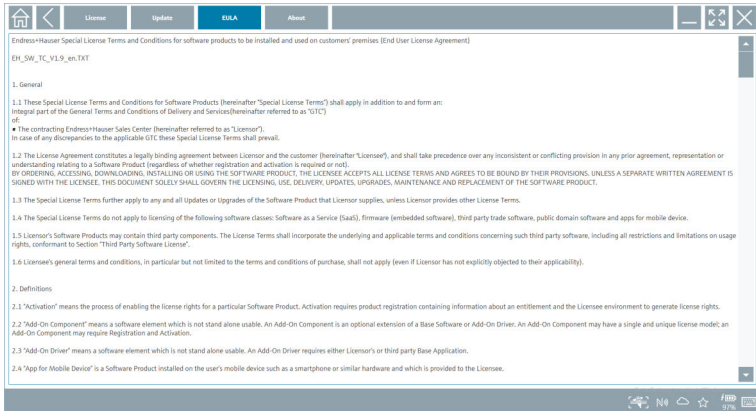 License
Update
EULA
About
Endress+Hauser Special License Terms and Conditions for software products to be installed and used on customers' premises (End User License Agreement)
EH_SW_TC_V1.9_en.TXT
1. General
1.1 These Special License Terms and Conditions for Software Products (hereinafter "Special License Terms") shall apply in addition to and form an:
Integral part of the General Terms and Conditions of Delivery and Services(hereinafter referred to as "GTC")
of:
■ The contracting Endress+Hauser Sales Center (hereinafter referred to as "Licensor").
In case of any discrepancies to the applicable GTC these Special License Terms shall prevail.
1.2 The License Agreement constitutes a legally binding agreement between Licensor and the customer (hereinafter "Licensee"), and shall take precedence over any inconsistent or conflicting provision in any prior agreement, representation or
understanding relating to a Software Product (regardless of whether registration and activation is required or not).
BY ORDERING, ACCESSING, DOWNLOADING, INSTALLING OR USING THE SOFTWARE PRODUCT, THE LICENSEE ACCEPTS ALL LICENSE TERMS AND AGREES TO BE BOUND BY THEIR PROVISIONS. UNLESS A SEPARATE WRITTEN AGREEMENT IS
SIGNED WITH THE LICENSEE, THIS DOCUMENT SOLELY SHALL GOVERN THE LICENSING, USE, DELIVERY, UPDATES, UPGRADES, MAINTENANCE AND REPLACEMENT OF THE SOFTWARE PRODUCT.
1.3 The Special License Terms further apply to any and all Updates or Upgrades of the Software Product that Licensor supplies, unless Licensor provides other License Terms.
1.4 The Special License Terms do not apply to licensing of the following software classes: Software as a Service (SaaS), firmware (embedded software), third party trade software, public domain software and apps for mobile device.
1.5 Licensor's Software Products may contain third party components. The License Terms shall incorporate the underlying and applicable terms and conditions concerning such third party software, including all restrictions and limitations on usage
rights, conformant to Section "Third Party Software License".
1.6 Licensee's general terms and conditions, in particular but not limited to the terms and conditions of purchase, shall not apply (even if Licensor has not explicitly objected to their applicability).
2. Definitions
2.1 "Activation" means the process of enabling the license rights for a particular Software Product. Activation requires product registration containing information about an entitlement and the Licensee environment to generate license rights.
2.2 "Add-On Component" means a software element which is not stand alone usable. An Add-On Component is an optional extension of a Base Software or Add-On Driver. An Add-On Component may have a single and unique license model; an
Add-On Component may require Registration and Activation.
2.3 "Add-On Driver" means a software element which is not stand alone usable. An Add-On Driver requires either Licensor's or third party Base Application.
2.4 "App for Mobile Device" is a Software Product installed on the user's mobile device such as a smartphone or similar hardware and which is provided to the Licensee.
97%